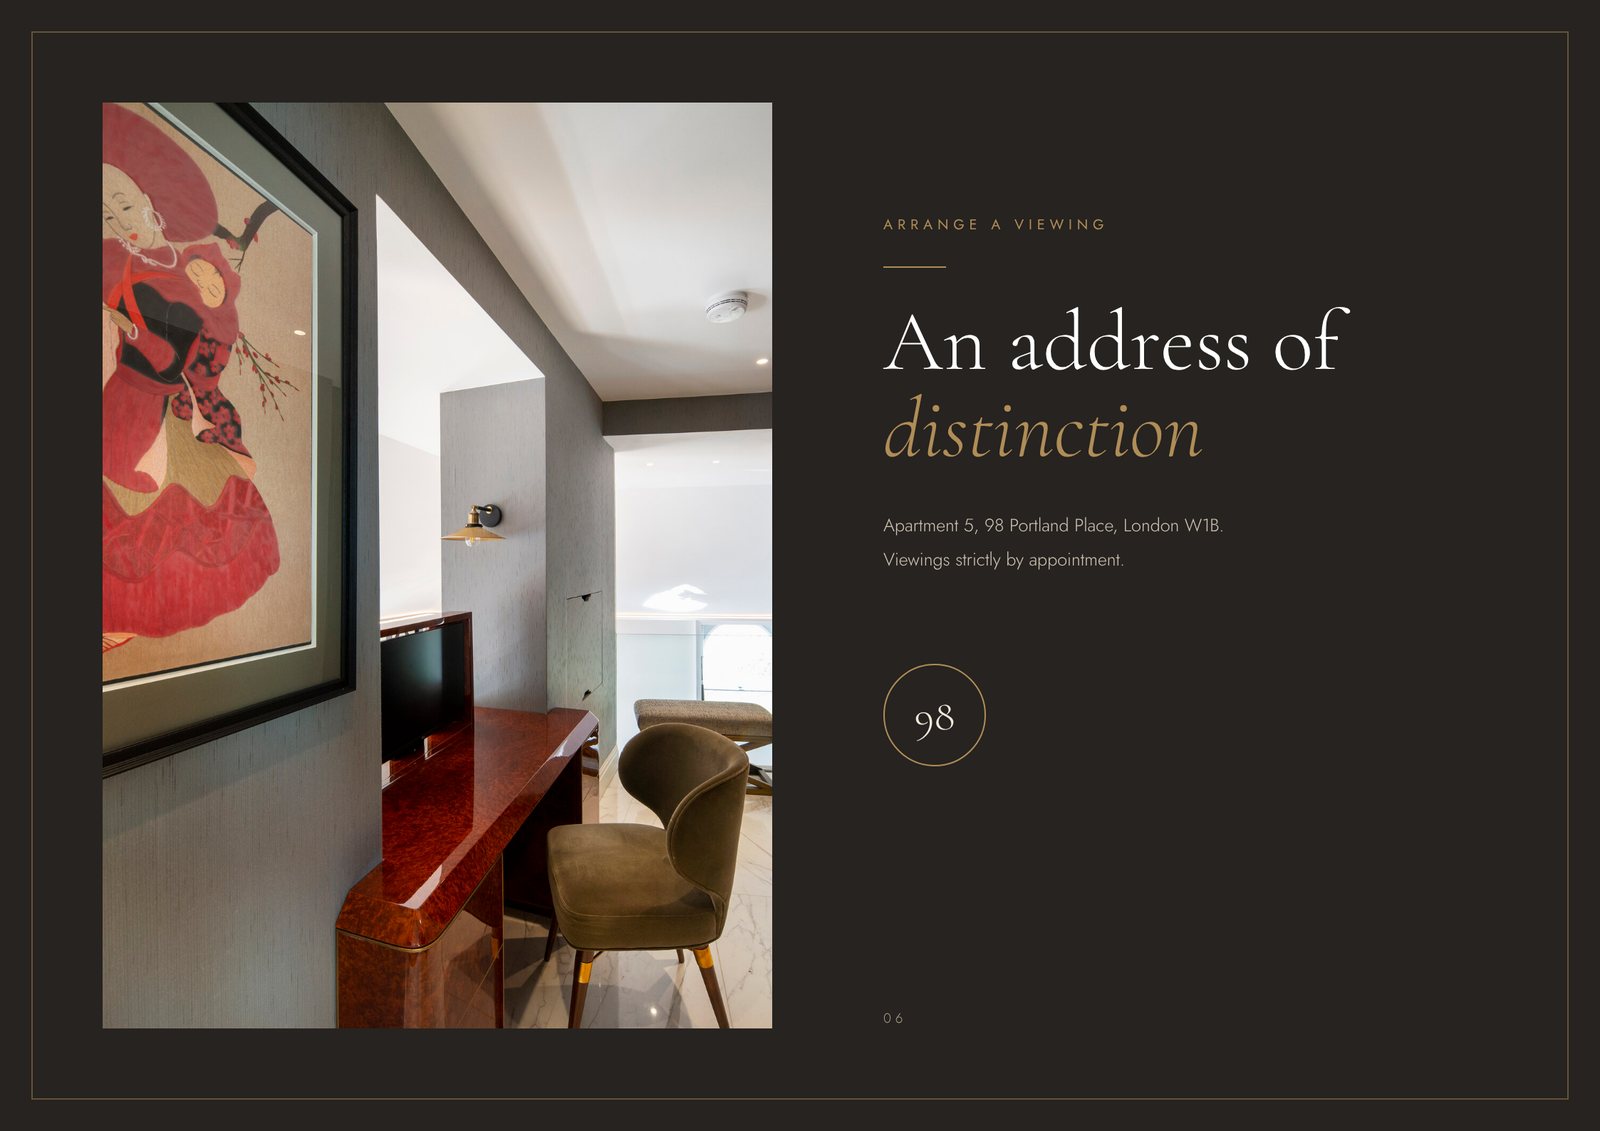 ARRANGE A VIEWING
An address of
distinction
Apartment 5, 98 Portland Place, London W1B.
Viewings strictly by appointment.
98
06